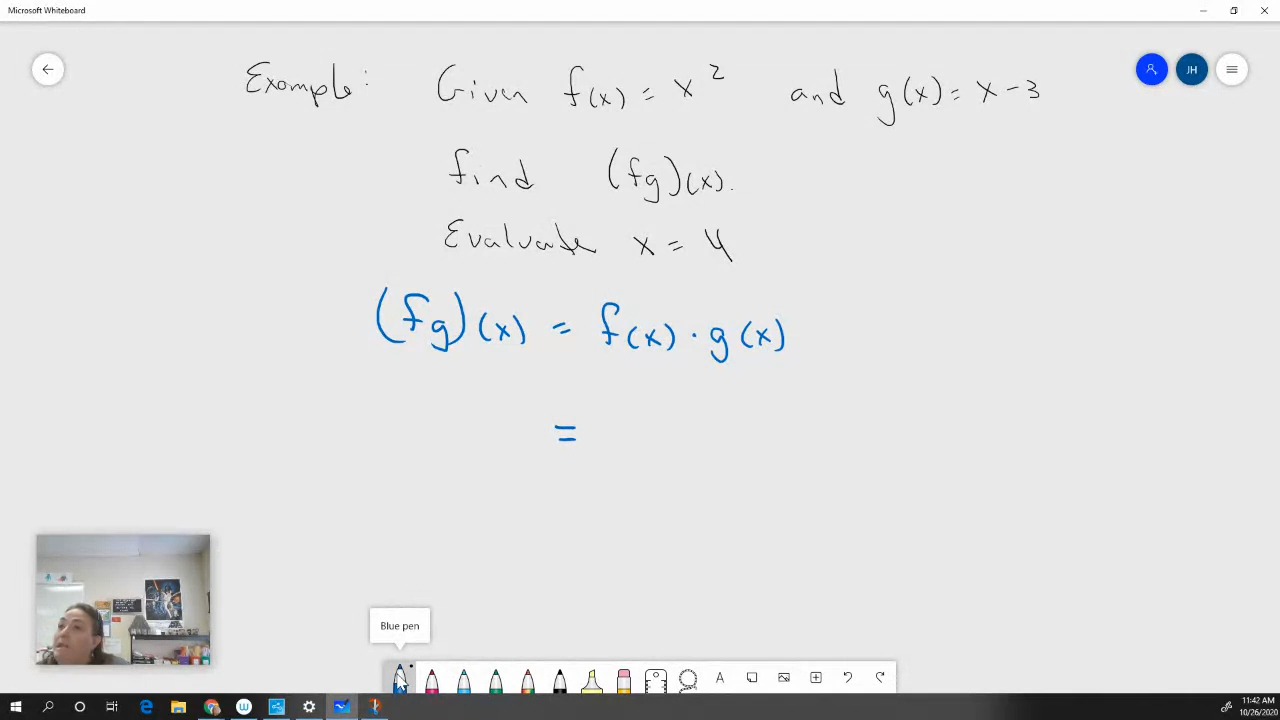 Microsoft Whiteboard
JH
Example: Given f(x) = x² and g(x) = x - 3
find (fg)(x).
Evaluate x = 4
(fg)(x) = f(x) · g(x)
=
Blue pen
11:42 AM
10/26/2020